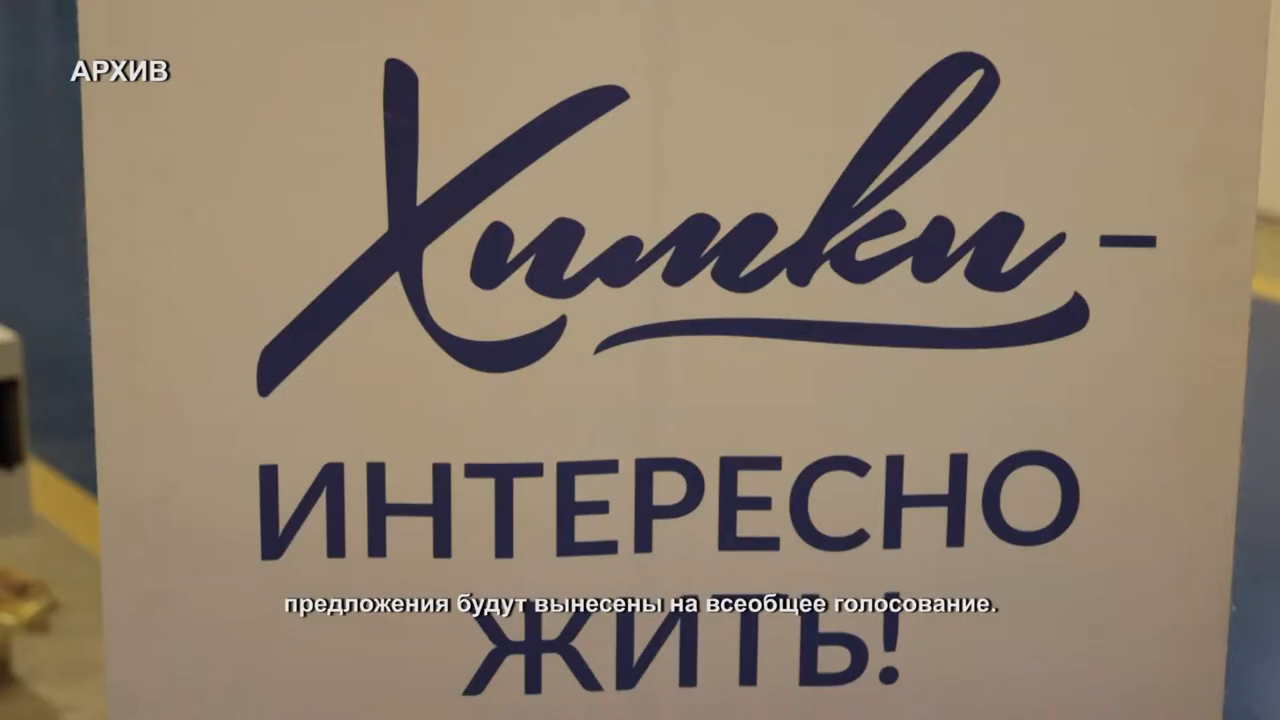 АРХИВ
Химки -
ИНТЕРЕСНО
предложения будут вынесены на всеобщее голосование.
ЖИТЬ!